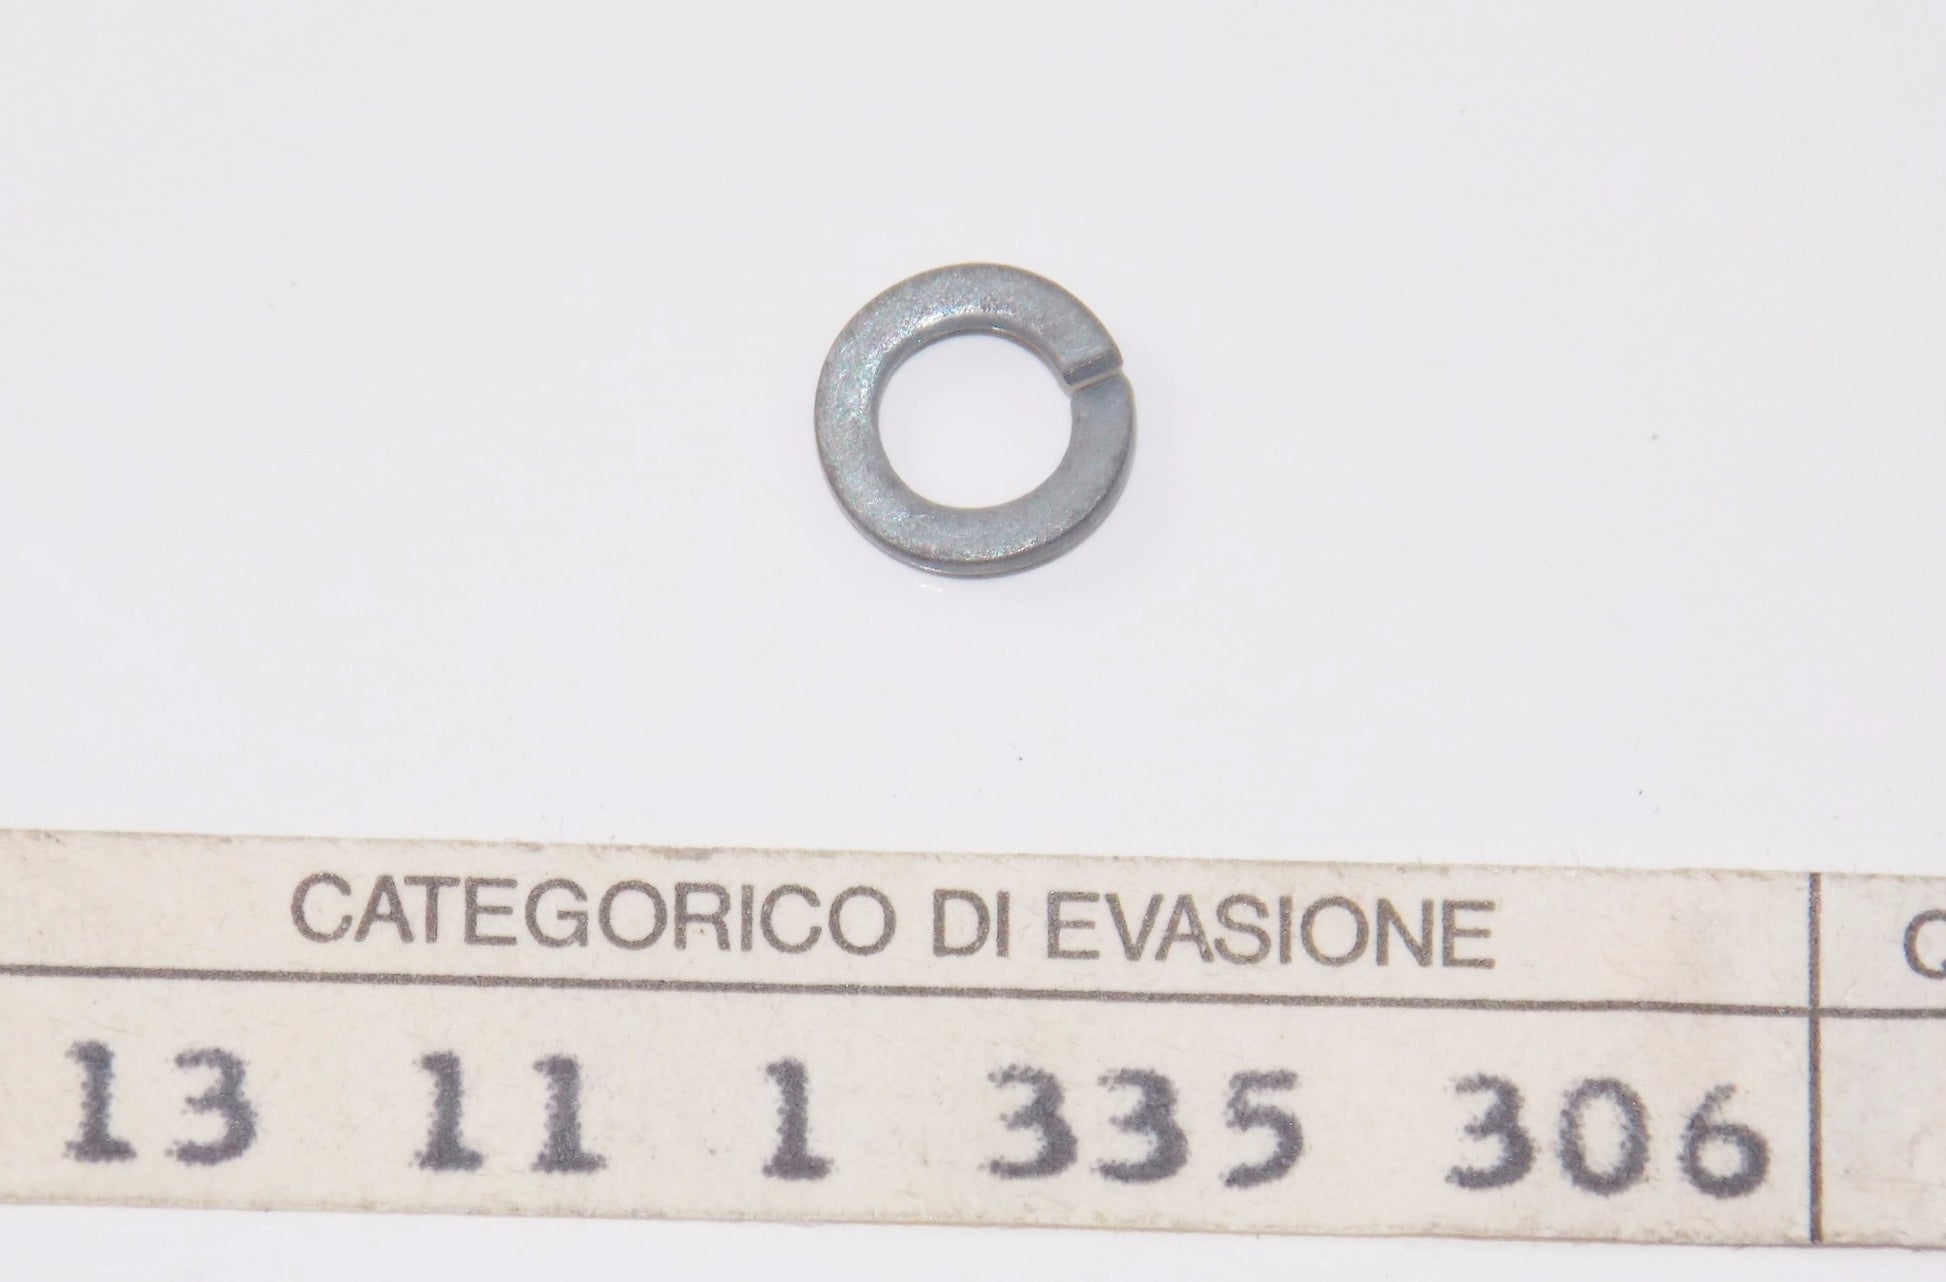 CATEGORICO DI EVASIONE
13 11 1 335 306